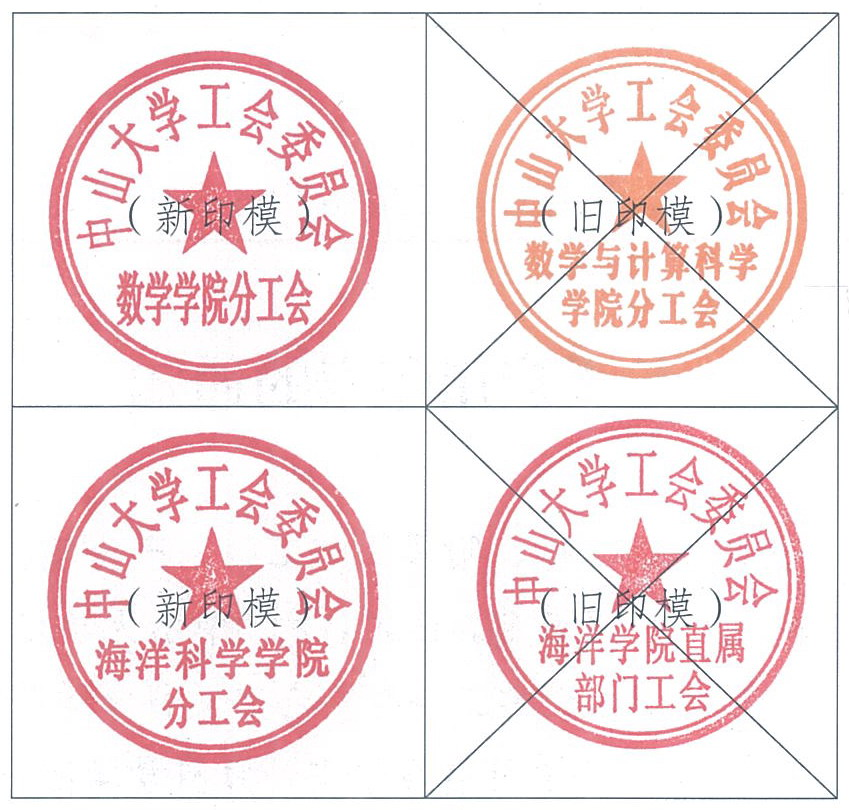 中山大学工会委员会
（新印模）
数学学院分工会
中山大学工会委员会
（旧印模）
数学与计算科学
学院分工会
中山大学工会委员会
（新印模）
海洋科学学院
分工会
中山大学工会委员会
（旧印模）
海洋学院直属
部门工会